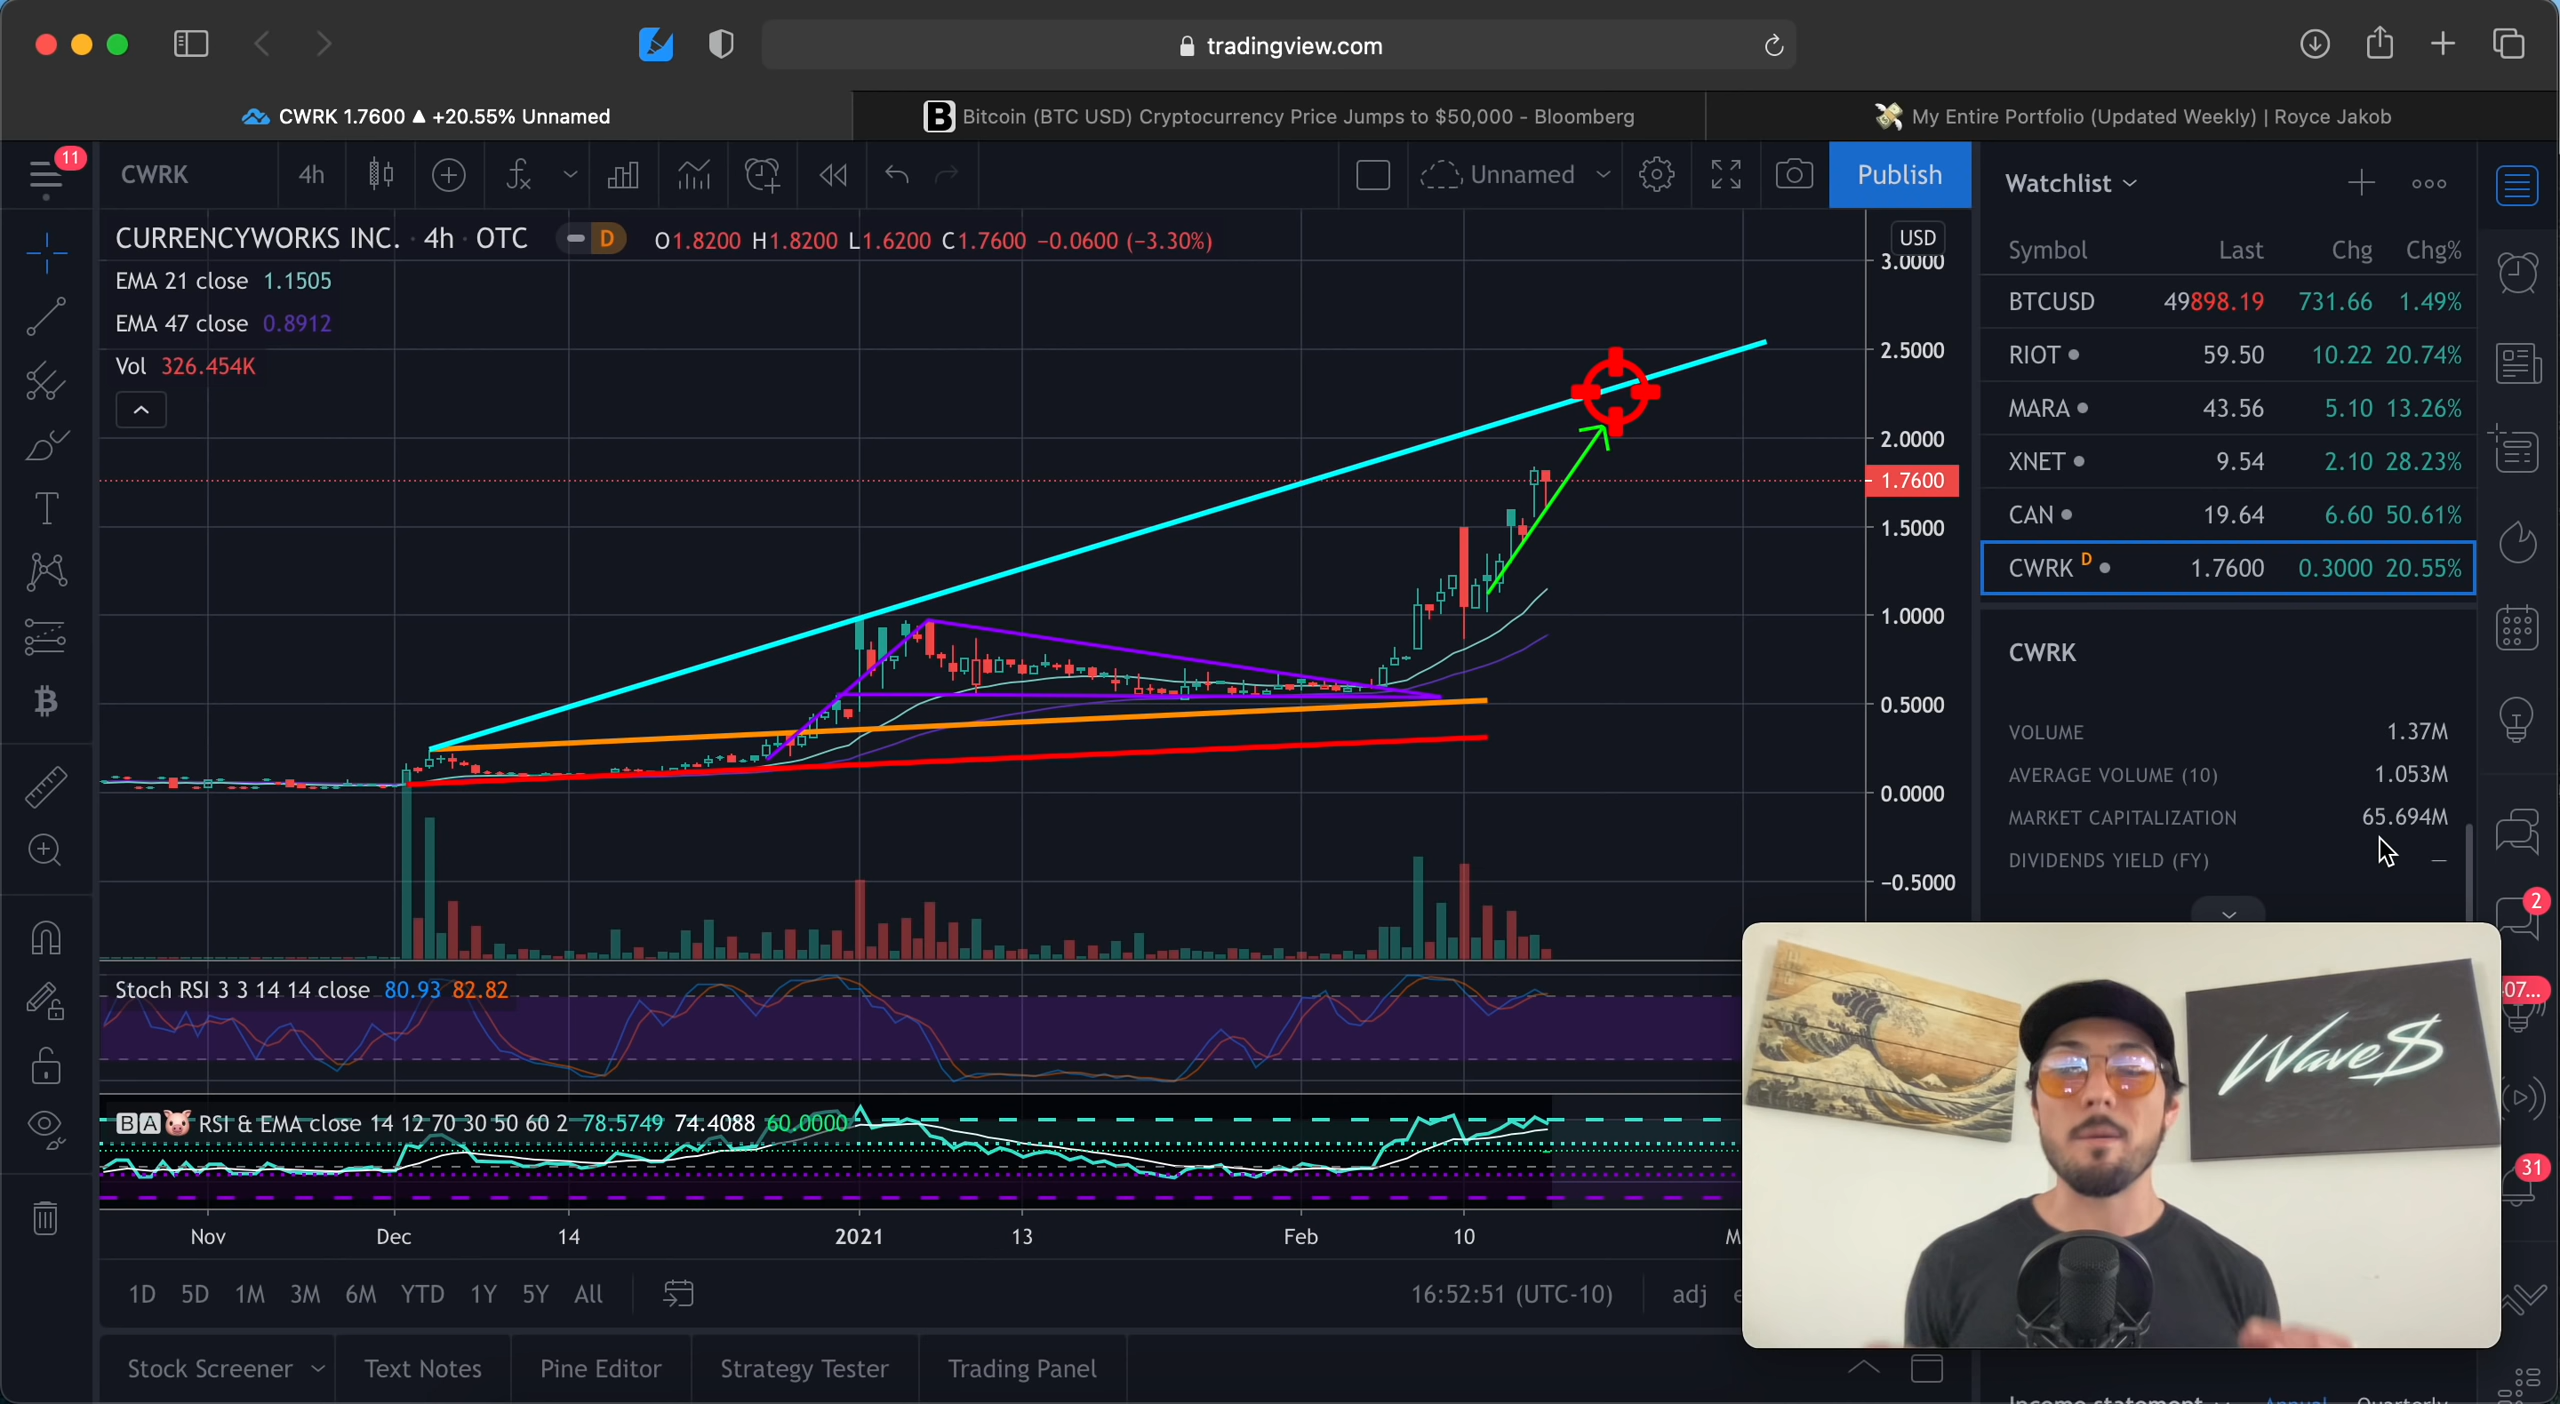 tradingview.com
CWRK 1.7600 ▲ +20.55% Unnamed
B Bitcoin (BTC USD) Cryptocurrency Price Jumps to $50,000 - Bloomberg
My Entire Portfolio (Updated Weekly) | Royce Jakob
11
CWRK
4h
Unnamed
Publish
CURRENCYWORKS INC. · 4h · OTC
D
O1.8200 H1.8200 L1.6200 C1.7600 −0.0600 (−3.30%)
EMA 21 close 1.1505
EMA 47 close 0.8912
Vol 326.454K
USD
3.0000
2.5000
2.0000
1.7600
1.5000
1.0000
0.5000
0.0000
−0.5000
Stoch RSI 3 3 14 14 close 80.93 82.82
BA RSI & EMA close 14 12 70 30 50 60 2 78.5749 74.4088 60.0000
Nov
Dec
14
2021
13
Feb
10
1D 5D 1M 3M 6M YTD 1Y 5Y All
16:52:51 (UTC-10)
adj
Stock Screener
Text Notes
Pine Editor
Strategy Tester
Trading Panel
Watchlist
Symbol Last Chg Chg%
BTCUSD 49898.19 731.66 1.49%
RIOT 59.50 10.22 20.74%
MARA 43.56 5.10 13.26%
XNET 9.54 2.10 28.23%
CAN 19.64 6.60 50.61%
CWRK D 1.7600 0.3000 20.55%
CWRK
VOLUME 1.37M
AVERAGE VOLUME (10) 1.053M
MARKET CAPITALIZATION 65.694M
DIVIDENDS YIELD (FY) —
2
07...
31
Wave$
Income statement
Annual
Quarterly